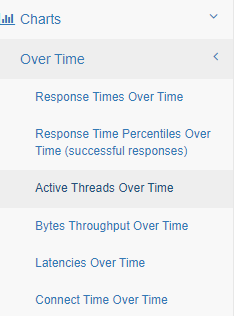 Charts
Over Time
Response Times Over Time
Response Time Percentiles Over
Time (successful responses)
Active Threads Over Time
Bytes Throughput Over Time
Latencies Over Time
Connect Time Over Time